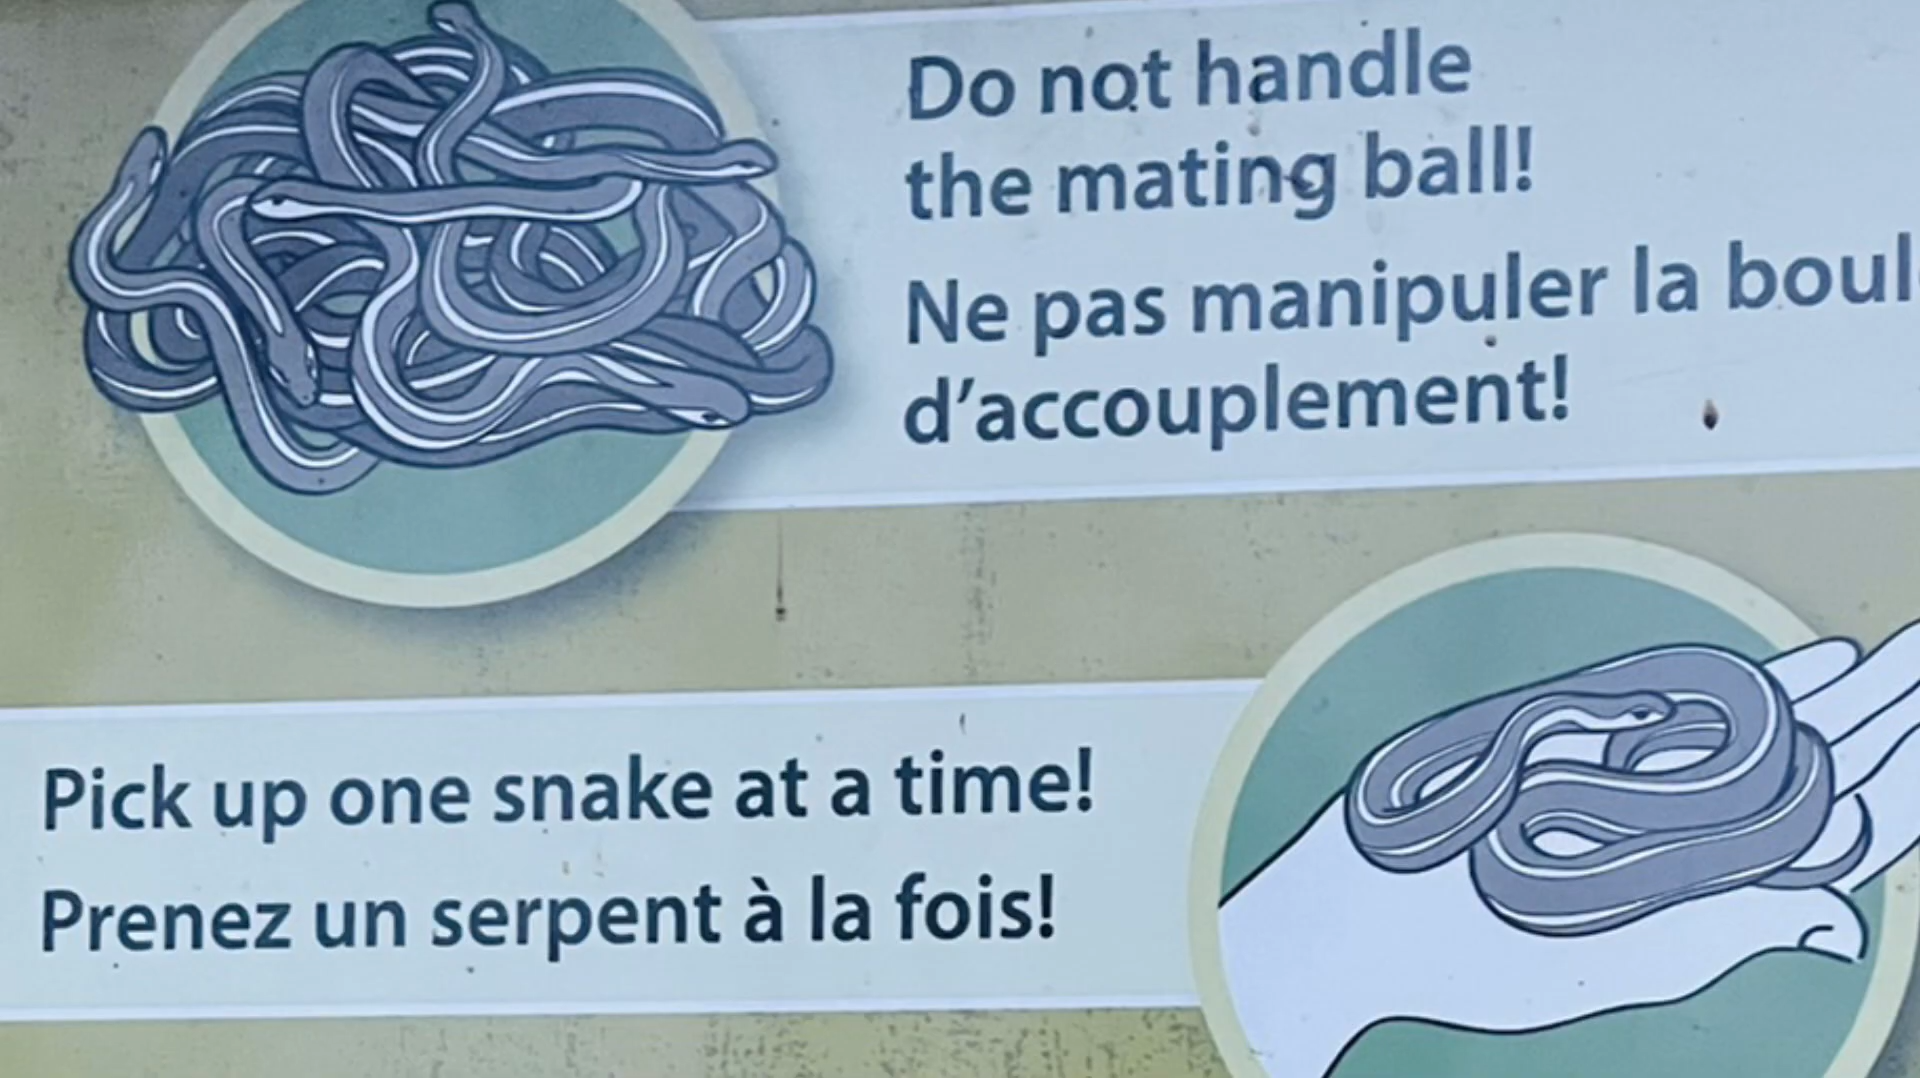 Do not handle
the mating ball!
Ne pas manipuler la
d'accouplement!
Pick up one snake at a time!
Prenez un serpent à la fois!